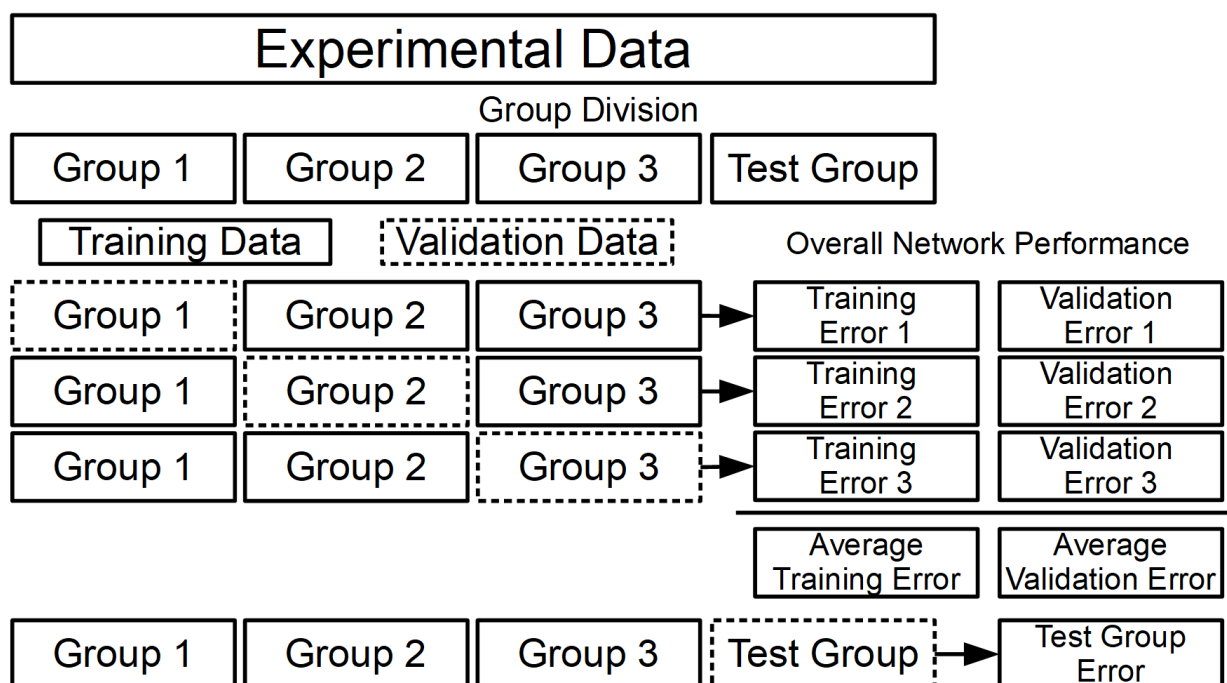 Experimental Data
Group Division
Group 1 Group 2 Group 3 Test Group
Training Data Validation Data
Overall Network Performance
Group 1 Group 2 Group 3
Training
Error 1
Validation
Error 1
Group 1 Group 2 Group 3
Training
Error 2
Validation
Error 2
Group 1 Group 2 Group 3
Training
Error 3
Validation
Error 3
Average
Training Error
Average
Validation Error
Group 1 Group 2 Group 3 Test Group
Test Group
Error